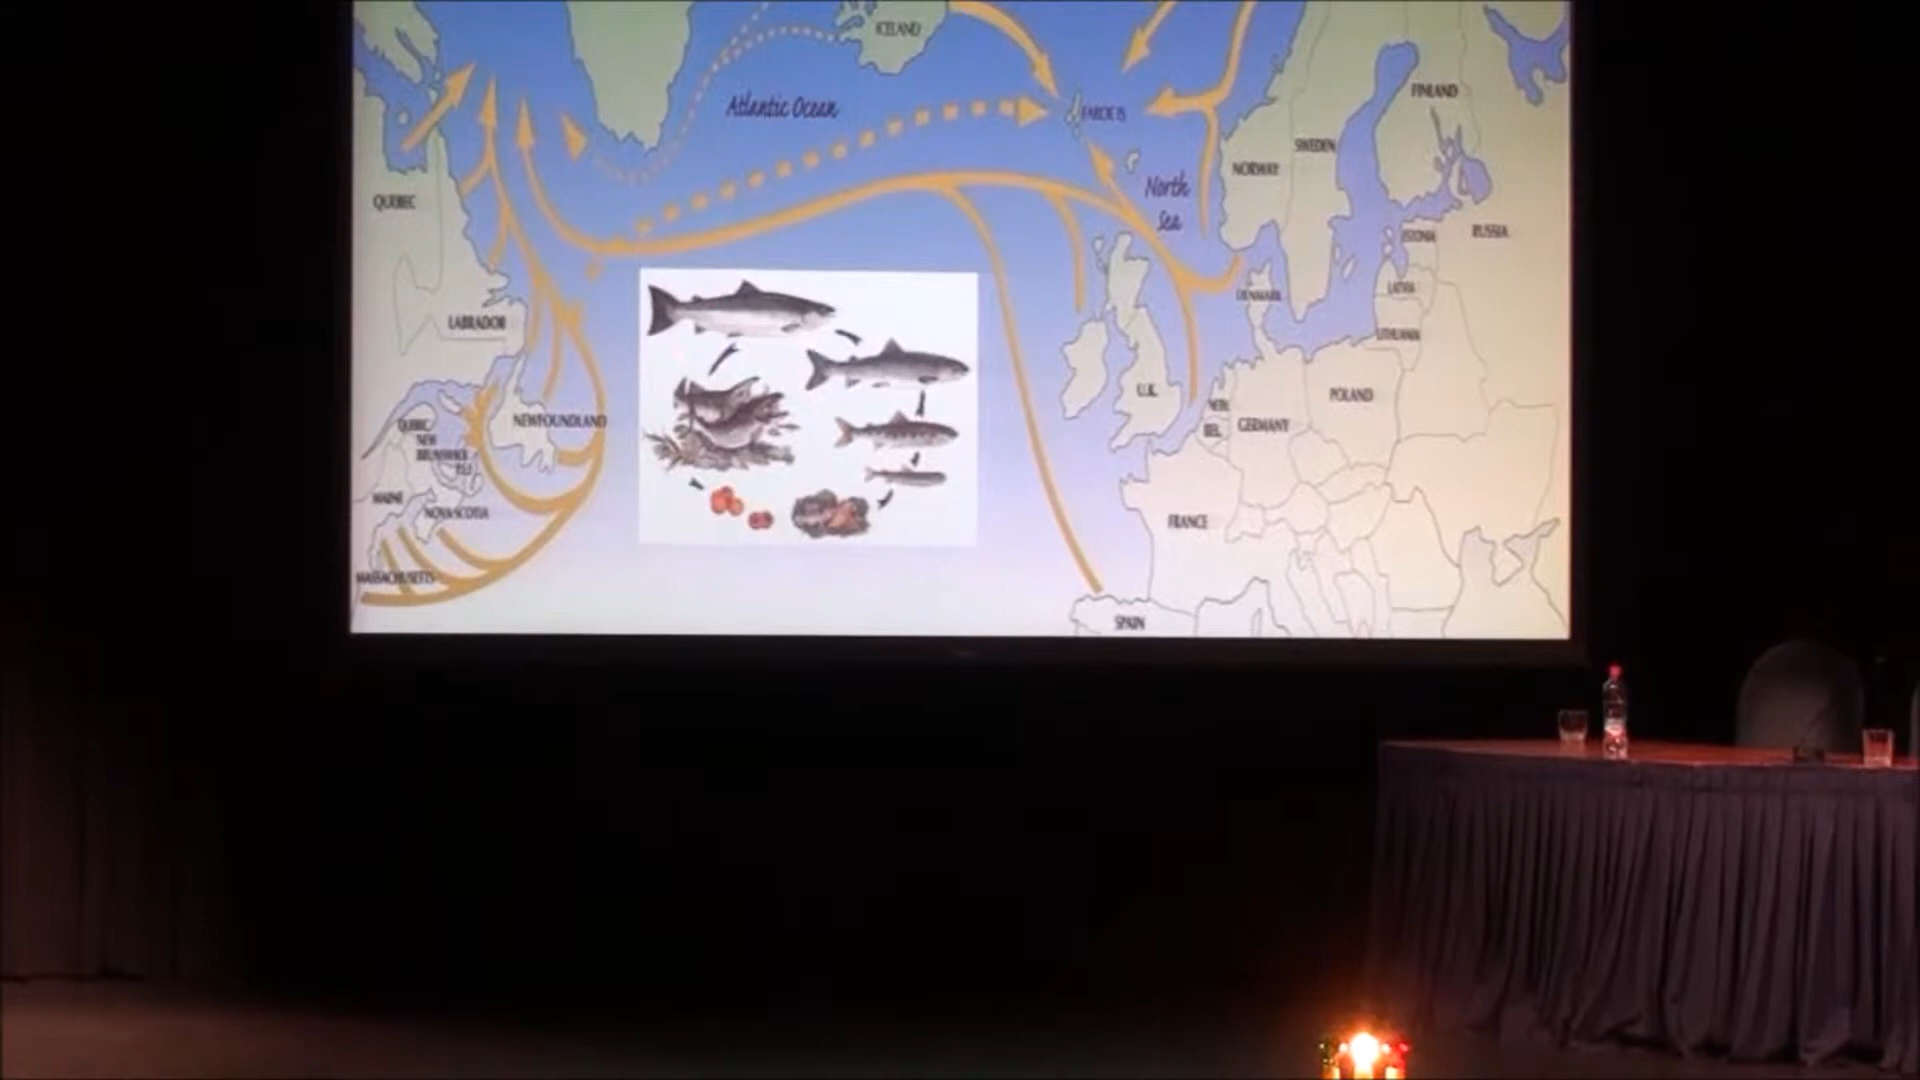 ICELAND
Atlantic Ocean
FAROE IS
FINLAND
SWEDEN
NORWAY
North
Sea
QUEBEC
ESTONIA
RUSSIA
LATVIA
DENMARK
LABRADOR
LITHUANIA
U.K.
POLAND
NETH.
BEL.
GERMANY
NEWFOUNDLAND
QUEBEC
NEW
BRUNSWICK
P.E.I
MAINE
NOVA SCOTIA
FRANCE
MASSACHUSETTS
SPAIN